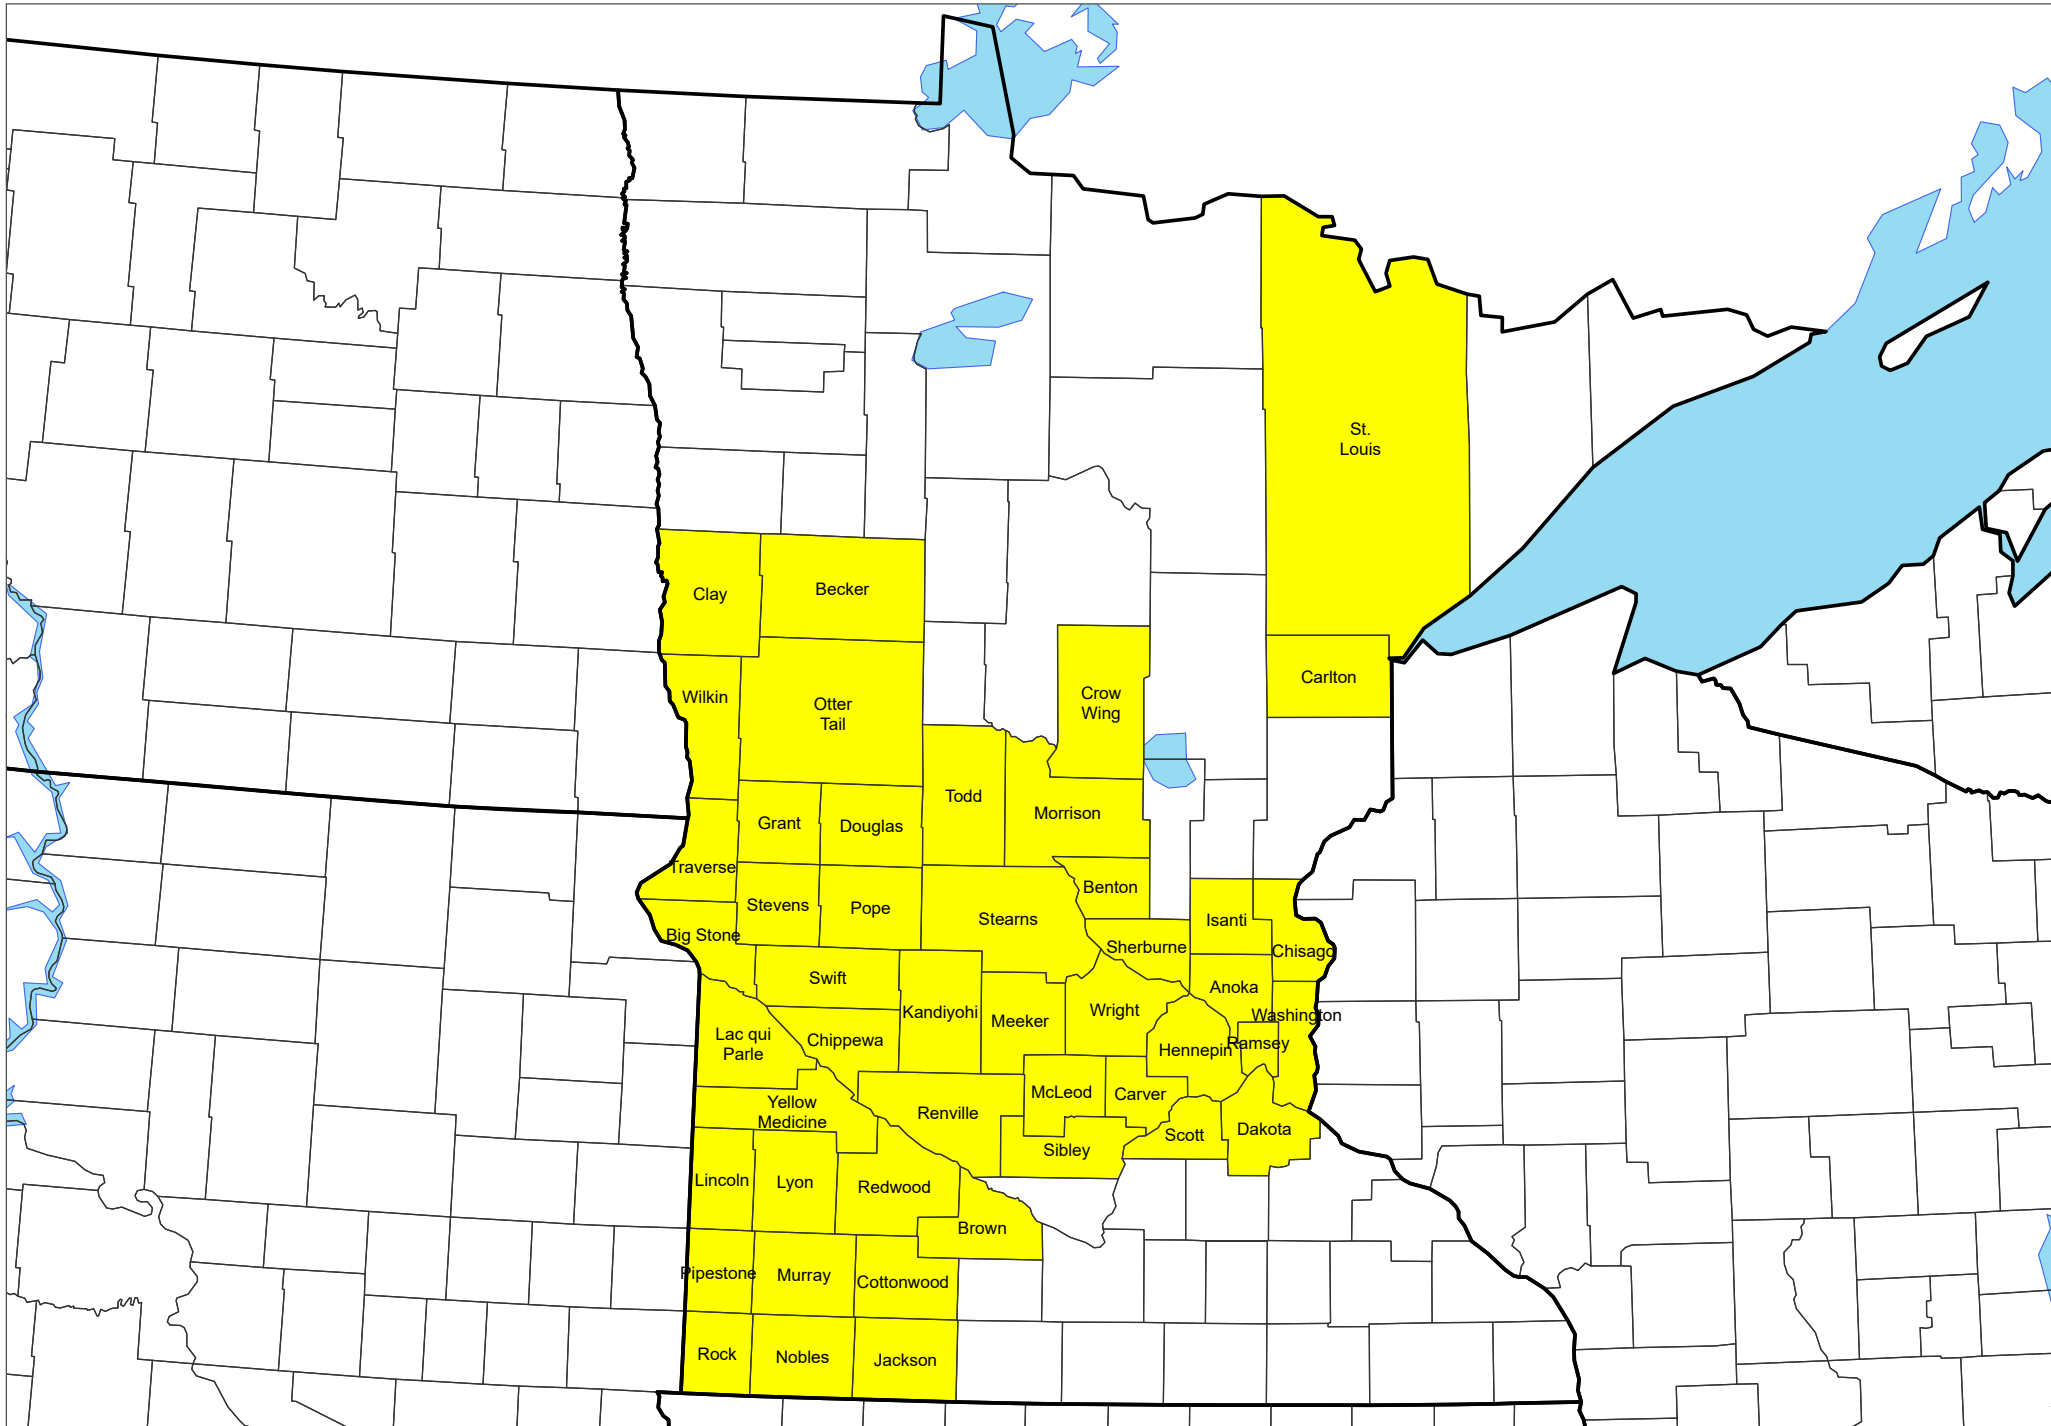 St.
Louis
Clay
Becker
Carlton
Wilkin
Otter
Tail
Crow
Wing
Todd
Morrison
Grant
Douglas
Traverse
Benton
Stevens
Pope
Stearns
Isanti
Big Stone
Sherburne
Chisago
Swift
Anoka
Kandiyohi
Meeker
Wright
Washington
Lac qui
Parle
Chippewa
Hennepin
Ramsey
McLeod
Carver
Yellow
Medicine
Renville
Scott
Dakota
Sibley
Lincoln
Lyon
Redwood
Brown
Pipestone
Murray
Cottonwood
Rock
Nobles
Jackson